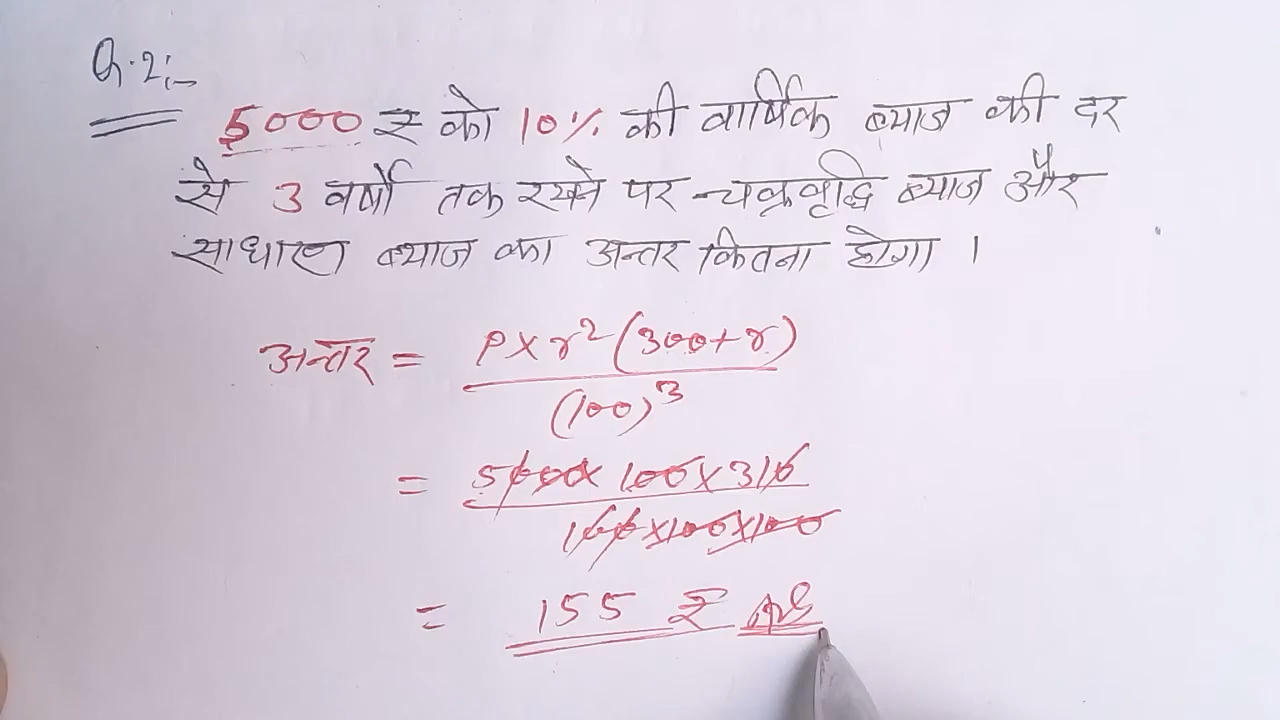 Q.2:-
5000 ₹ को 10% की वार्षिक ब्याज की दर
से 3 वर्षों तक रखने पर चक्रवृद्धि ब्याज और
साधारण ब्याज का अन्तर कितना होगा ।
अन्तर = P×r²(300+r)
(100)³
= 5000×100×310
100×100×100
= 155 ₹ Ans